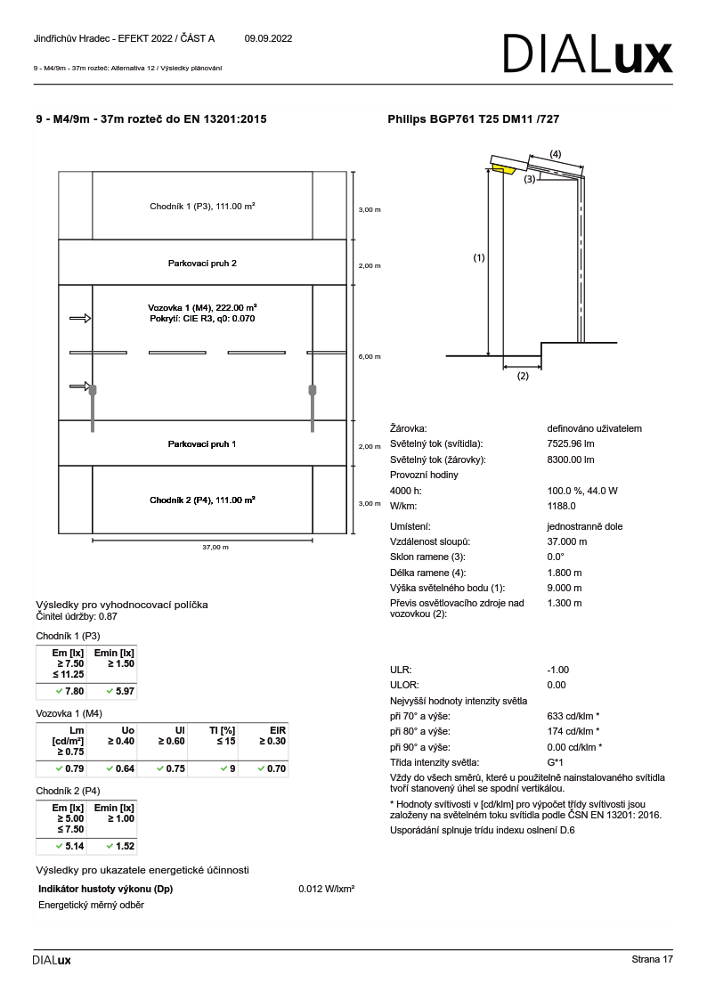 Jindřichův Hradec - EFEKT 2022 / ČÁST A 09.09.2022
DIALux
9 - M4/9m - 37m rozteč: Alternativa 12 / Výsledky plánování
9 - M4/9m - 37m rozteč do EN 13201:2015
Chodník 1 (P3), 111.00 m²
3,00 m
Parkovací pruh 2
2,00 m
Vozovka 1 (M4), 222.00 m²
Pokrytí: CIE R3, q0: 0.070
6,00 m
Parkovací pruh 1
2,00 m
Chodník 2 (P4), 111.00 m²
3,00 m
37,00 m
Výsledky pro vyhodnocovací políčka
Činitel údržby: 0.87
Chodník 1 (P3)
Em [lx] Emin [lx]
≥ 7.50 ≥ 1.50
≤ 11.25
✓ 7.80 ✓ 5.97
Vozovka 1 (M4)
Lm Uo Ul TI [%] EIR
[cd/m²] ≥ 0.40 ≥ 0.60 ≤ 15 ≥ 0.30
≥ 0.75
✓ 0.79 ✓ 0.64 ✓ 0.75 ✓ 9 ✓ 0.70
Chodník 2 (P4)
Em [lx] Emin [lx]
≥ 5.00 ≥ 1.00
≤ 7.50
✓ 5.14 ✓ 1.52
Výsledky pro ukazatele energetické účinnosti
Indikátor hustoty výkonu (Dp) 0.012 W/lxm²
Energetický měrný odběr
Philips BGP761 T25 DM11 /727
(4)
(3)
(1)
(2)
Žárovka: definováno uživatelem
Světelný tok (svítidla): 7525.96 lm
Světelný tok (žárovky): 8300.00 lm
Provozní hodiny
4000 h: 100.0 %, 44.0 W
W/km: 1188.0
Umístení: jednostranně dole
Vzdálenost sloupů: 37.000 m
Sklon ramene (3): 0.0°
Délka ramene (4): 1.800 m
Výška světelného bodu (1): 9.000 m
Převis osvětlovacího zdroje nad 1.300 m
vozovkou (2):
ULR: -1.00
ULOR: 0.00
Nejvyšší hodnoty intenzity světla
při 70° a výše: 633 cd/klm *
při 80° a výše: 174 cd/klm *
při 90° a výše: 0.00 cd/klm *
Třída intenzity světla: G*1
Vždy do všech směrů, které u použitelně nainstalovaného svítidla
tvoří stanovený úhel se spodní vertikálou.
* Hodnoty svítivosti v [cd/klm] pro výpočet třídy svítivosti jsou
založeny na světelném toku svítidla podle ČSN EN 13201: 2016.
Usporádání splnuje trídu indexu oslnení D.6
DIALux
Strana 17